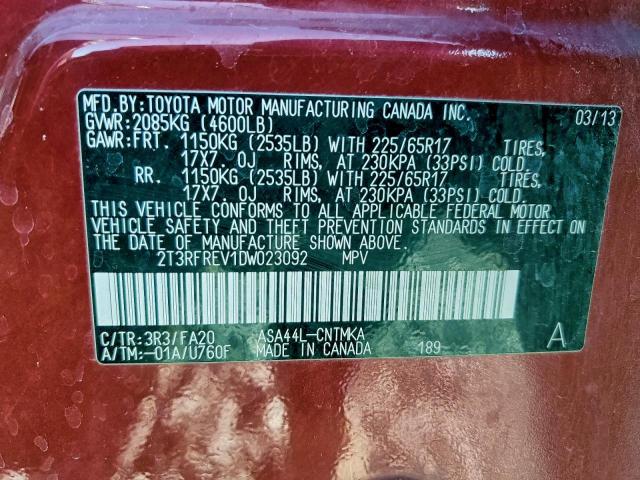 MFD.BY:TOYOTA MOTOR MANUFACTURING CANADA INC. 03/13
GVWR:2085KG (4600LB)
GAWR:FRT. 1150KG (2535LB) WITH 225/65R17 TIRES,
17X7. 0J RIMS, AT 230KPA (33PSI) COLD
RR. 1150KG (2535LB) WITH 225/65R17 TIRES,
17X7. 0J RIMS, AT 230KPA (33PSI) COLD.
THIS VEHICLE CONFORMS TO ALL APPLICABLE FEDERAL MOTOR
VEHICLE SAFETY AND THEFT PREVENTION STANDARDS IN EFFECT ON
THE DATE OF MANUFACTURE SHOWN ABOVE.
2T3RFREV1DW023092 MPV
C/TR:3R3/FA20 ASA44L-CNTMKA A
A/TM:-01A/U760F MADE IN CANADA 189